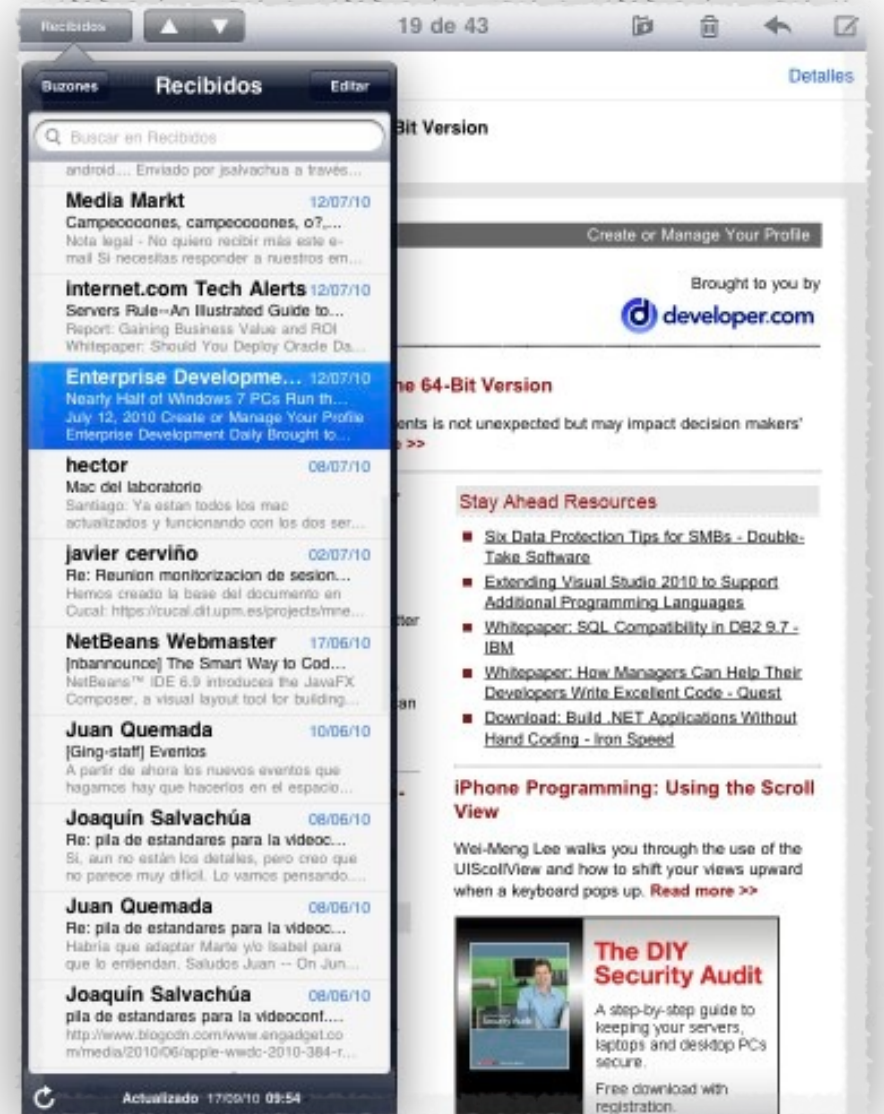 Recibidos
19 de 43
Buzones
Recibidos
Editar
Buscar en Recibidos
android... Enviado por jsalvachua a través...
Media Markt 12/07/10
Campeooones, campeooones, o?,...
Nota legal - No quiero recibir más este e-
mail Si necesitas responder a nuestros em...
internet.com Tech Alerts 12/07/10
Servers Rule--An Illustrated Guide to...
Report: Gaining Business Value and ROI
Whitepaper: Should You Deploy Oracle Da...
Enterprise Developme... 12/07/10
Nearly Half of Windows 7 PCs Run th...
July 12, 2010 Create or Manage Your Profile
Enterprise Development Daily Brought to...
hector 08/07/10
Mac del laboratorio
Santiago: Ya estan todos los mac
actualizados y funcionando con los dos ser...
javier cerviño 02/07/10
Re: Reunion monitorizacion de sesion...
Hemos creado la base del documento en
Cucal: https://cucal.dit.upm.es/projects/mne...
NetBeans Webmaster 17/06/10
[nbannounce] The Smart Way to Cod...
NetBeans™ IDE 6.9 introduces the JavaFX
Composer, a visual layout tool for building...
Juan Quemada 10/06/10
[Ging-staff] Eventos
A partir de ahora los nuevos eventos que
hagamos hay que hacerlos en el espacio...
Joaquín Salvachúa 08/06/10
Re: pila de estandares para la videoc...
Si, aun no están los detalles, pero creo que
no parece muy difícil. Lo vamos pensando....
Juan Quemada 08/06/10
Re: pila de estandares para la videoc...
Habría que adaptar Marte y/o Isabel para
que lo entiendan. Saludos Juan -- On Jun...
Joaquín Salvachúa 08/06/10
pila de estandares para la videoconf....
http://www.blogcdn.com/www.engadget.co
m/media/2010/06/apple-wwdc-2010-384-r...
Actualizado 17/09/10 09:54
Detalles
Bit Version
Create or Manage Your Profile
Brought to you by
developer.com
he 64-Bit Version
ents is not unexpected but may impact decision makers'
>>
Stay Ahead Resources
Six Data Protection Tips for SMBs - Double-
Take Software
Extending Visual Studio 2010 to Support
Additional Programming Languages
Whitepaper: SQL Compatibility in DB2 9.7 -
IBM
Whitepaper: How Managers Can Help Their
Developers Write Excellent Code - Quest
Download: Build .NET Applications Without
Hand Coding - Iron Speed
iPhone Programming: Using the Scroll
View
Wei-Meng Lee walks you through the use of the
UIScollView and how to shift your views upward
when a keyboard pops up. Read more >>
Security Audit
The DIY
Security Audit
A step-by-step guide to
keeping your servers,
laptops and desktop PCs
secure.
Free download with
registration.